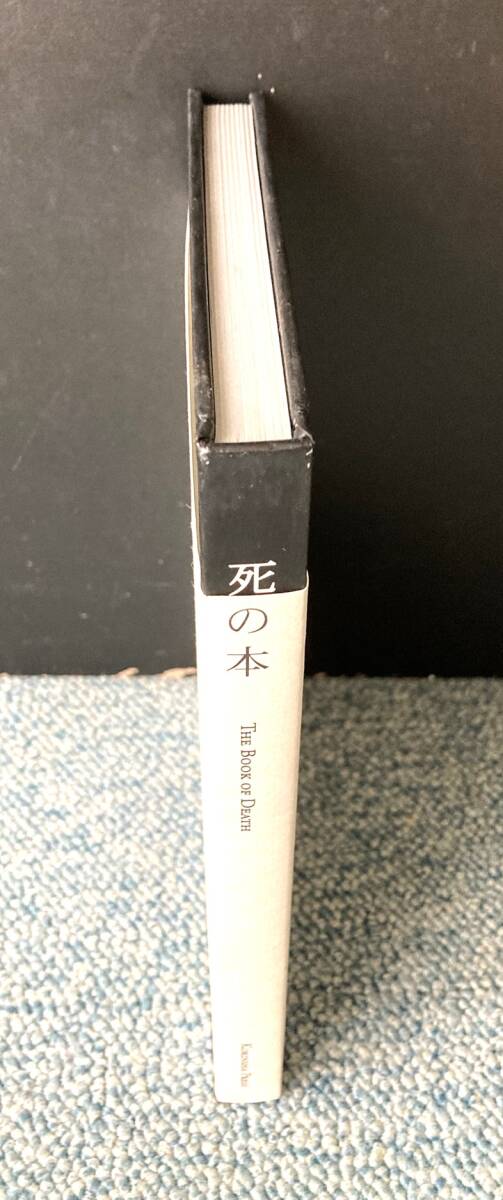 死の本
THE BOOK OF DEATH